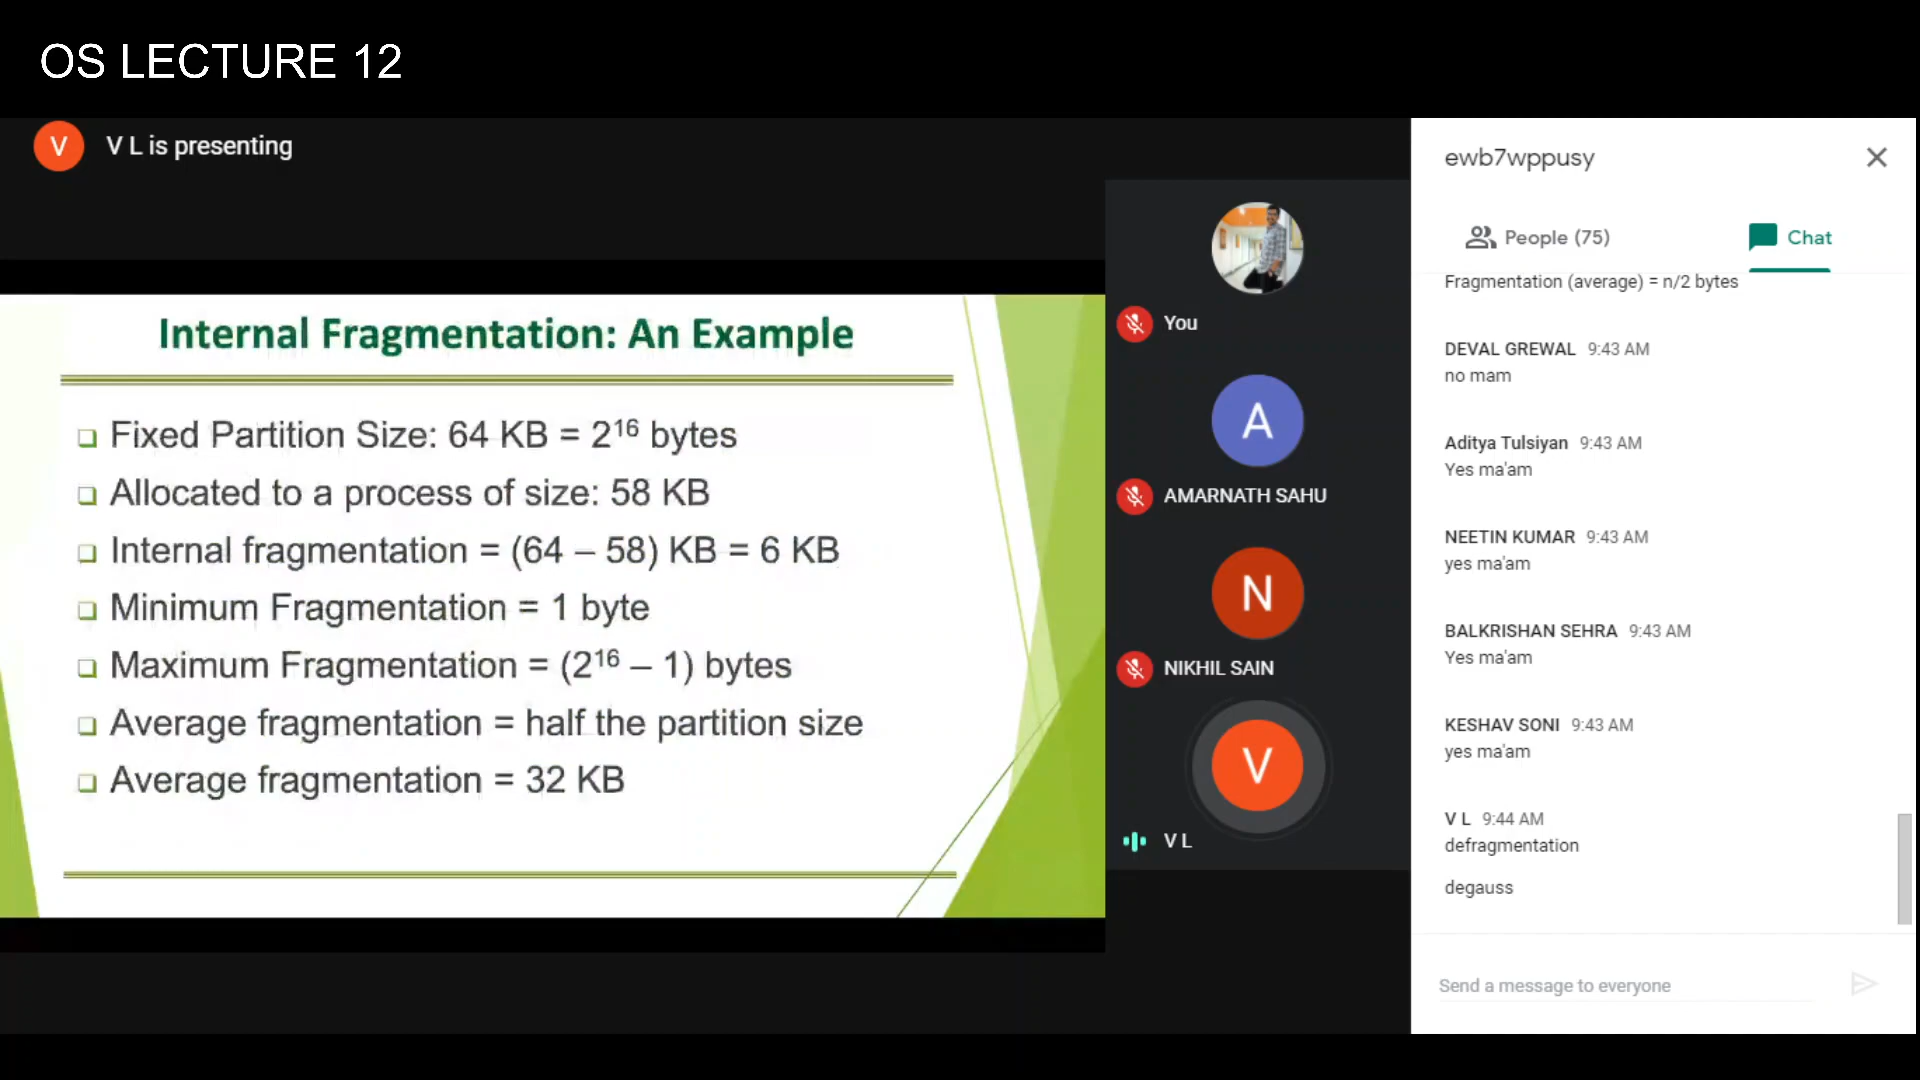 OS LECTURE 12
V
V L is presenting
Internal Fragmentation: An Example
Fixed Partition Size: 64 KB = 2¹⁶ bytes
Allocated to a process of size: 58 KB
Internal fragmentation = (64 – 58) KB = 6 KB
Minimum Fragmentation = 1 byte
Maximum Fragmentation = (2¹⁶ – 1) bytes
Average fragmentation = half the partition size
Average fragmentation = 32 KB
You
A
AMARNATH SAHU
N
NIKHIL SAIN
V
V L
ewb7wppusy
People (75)
Chat
Fragmentation (average) = n/2 bytes
DEVAL GREWAL 9:43 AM
no mam
Aditya Tulsiyan 9:43 AM
Yes ma'am
NEETIN KUMAR 9:43 AM
yes ma'am
BALKRISHAN SEHRA 9:43 AM
Yes ma'am
KESHAV SONI 9:43 AM
yes ma'am
V L 9:44 AM
defragmentation
degauss
Send a message to everyone